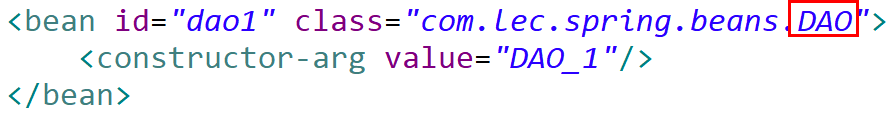 <bean id="dao1" class="com.lec.spring.beans.DAO">
<constructor-arg value="DAO_1"/>
</bean>